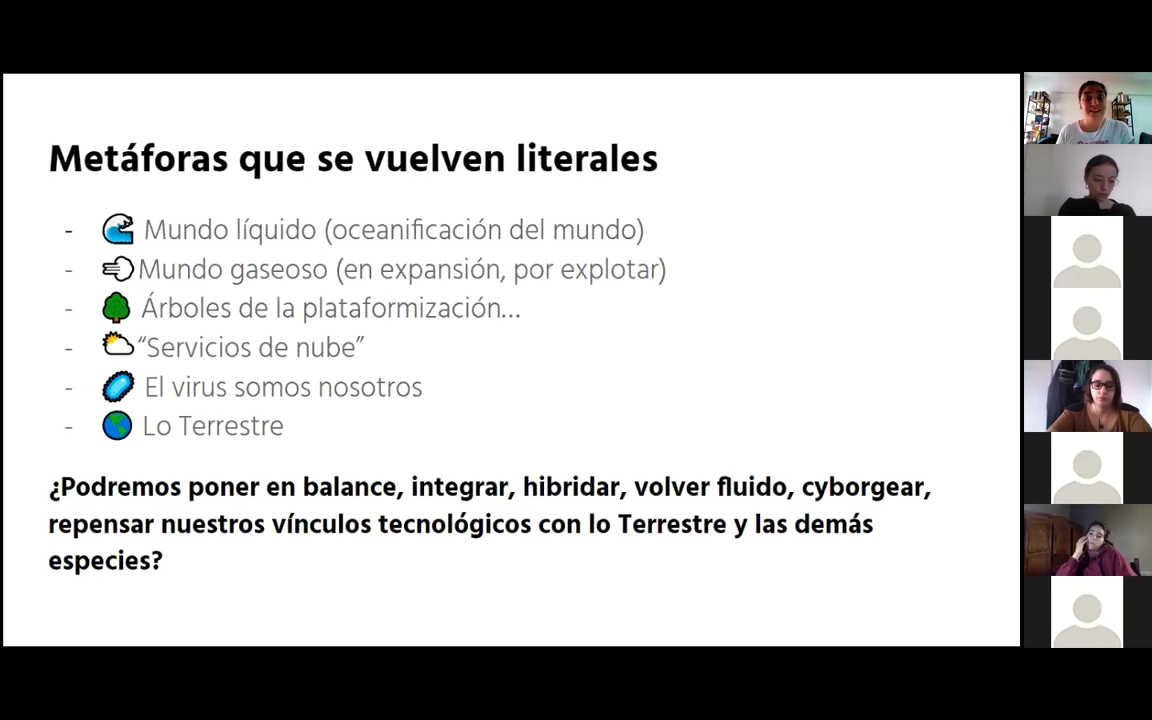 Metáforas que se vuelven literales
- 🌊 Mundo líquido (oceanificación del mundo)
- 💨 Mundo gaseoso (en expansión, por explotar)
- 🌳 Árboles de la plataformización...
- 🌥 “Servicios de nube”
- 🦠 El virus somos nosotros
- 🌎 Lo Terrestre
¿Podremos poner en balance, integrar, hibridar, volver fluido, cyborgear,
repensar nuestros vínculos tecnológicos con lo Terrestre y las demás
especies?